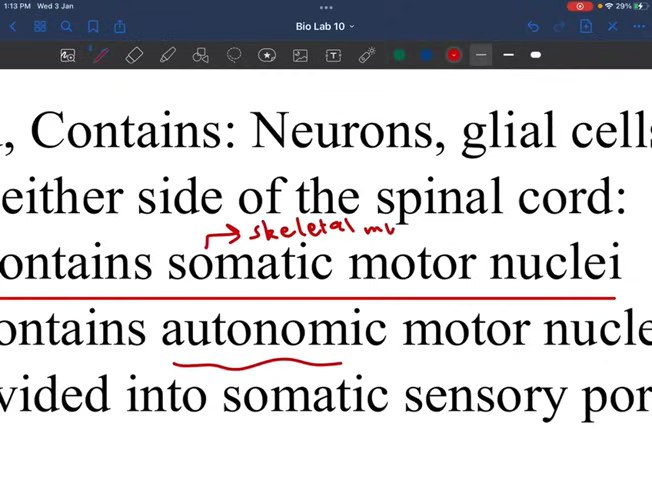 1:13 PM Wed 3 Jan
29%
Bio Lab 10
, Contains: Neurons, glial cells
either side of the spinal cord:
skeletal mu
ontains somatic motor nuclei
ontains autonomic motor nucle
vided into somatic sensory por